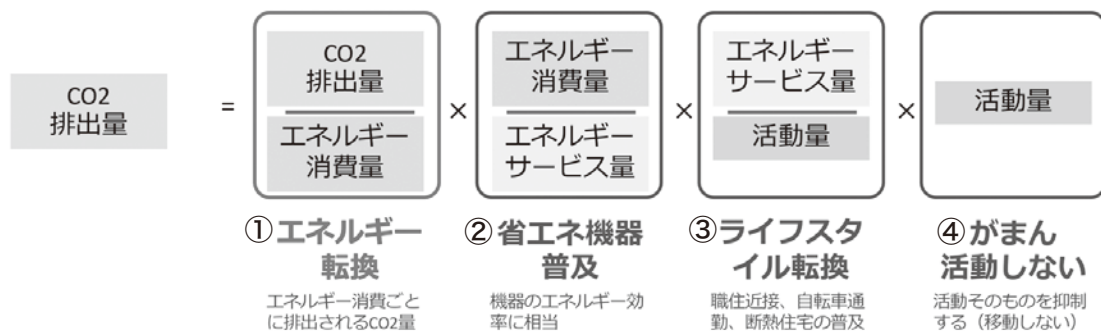 CO2
排出量
=
CO2
排出量
エネルギー
消費量
×
エネルギー
消費量
エネルギー
サービス量
×
エネルギー
サービス量
活動量
×
活動量
①エネルギー
転換
エネルギー消費ごと
に排出されるCO2量
②省エネ機器
普及
機器のエネルギー効
率に相当
③ライフスタ
イル転換
職住近接、自転車通
勤、断熱住宅の普及
④がまん
活動しない
活動そのものを抑制
する（移動しない）